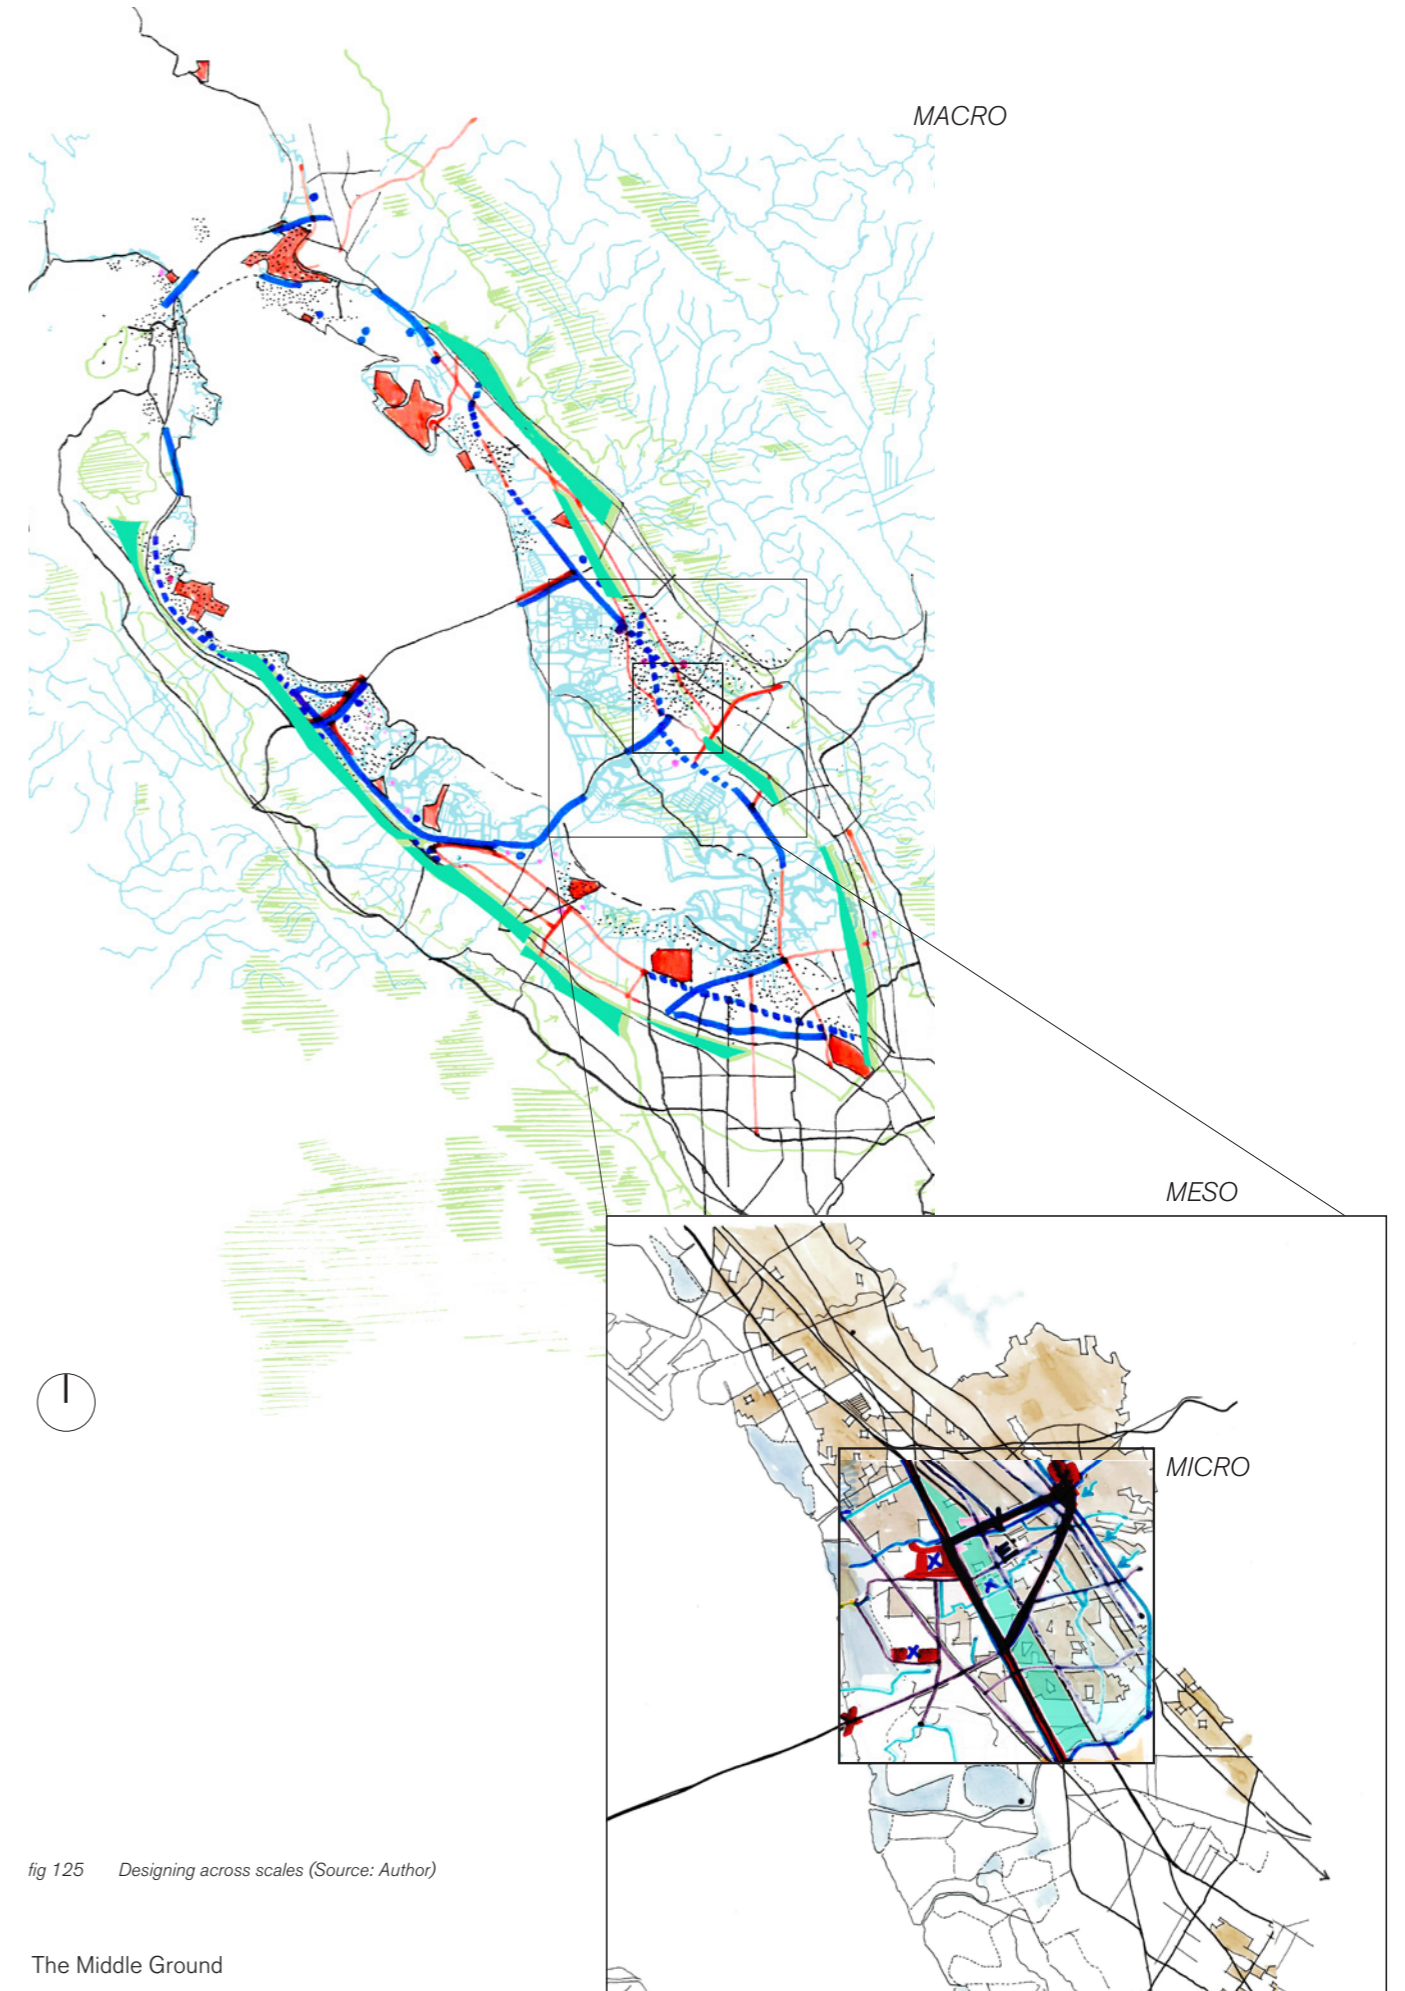 MACRO
MESO
MICRO
fig 125 Designing across scales (Source: Author)
The Middle Ground